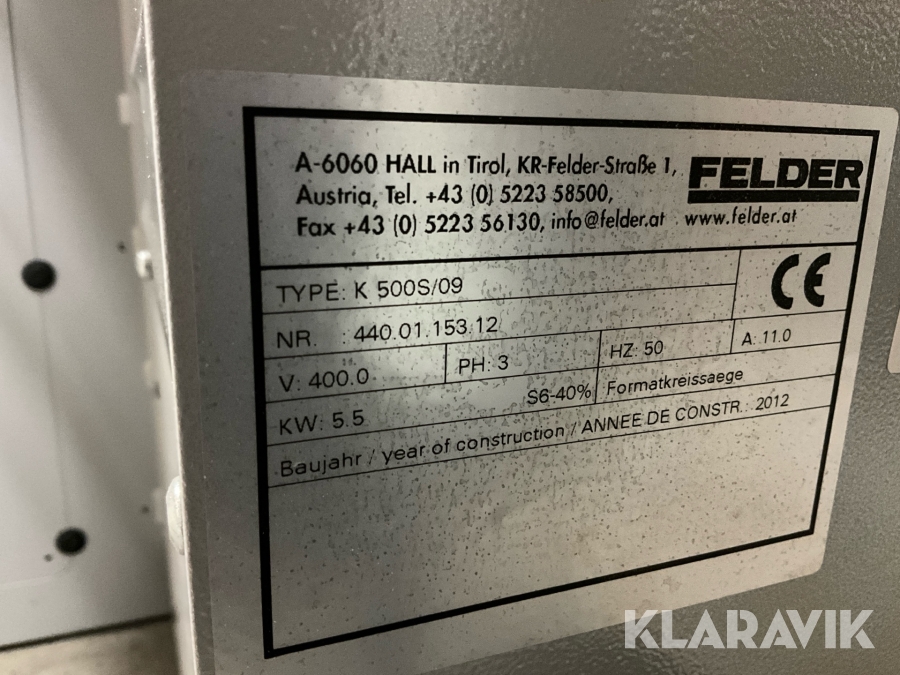 A-6060 HALL in Tirol, KR-Felder-Straße 1,
Austria, Tel. +43 (0) 5223 58500,
Fax +43 (0) 5223 56130, info@felder.at
FELDER
www.felder.at
TYPE: K 500S/09
CE
NR. : 440.01.153.12
V: 400.0 PH: 3 HZ: 50 A: 11.0
KW: 5.5 S6-40% Formatkreissaege
Baujahr / year of construction / ANNEE DE CONSTR.: 2012
KLARAVIK